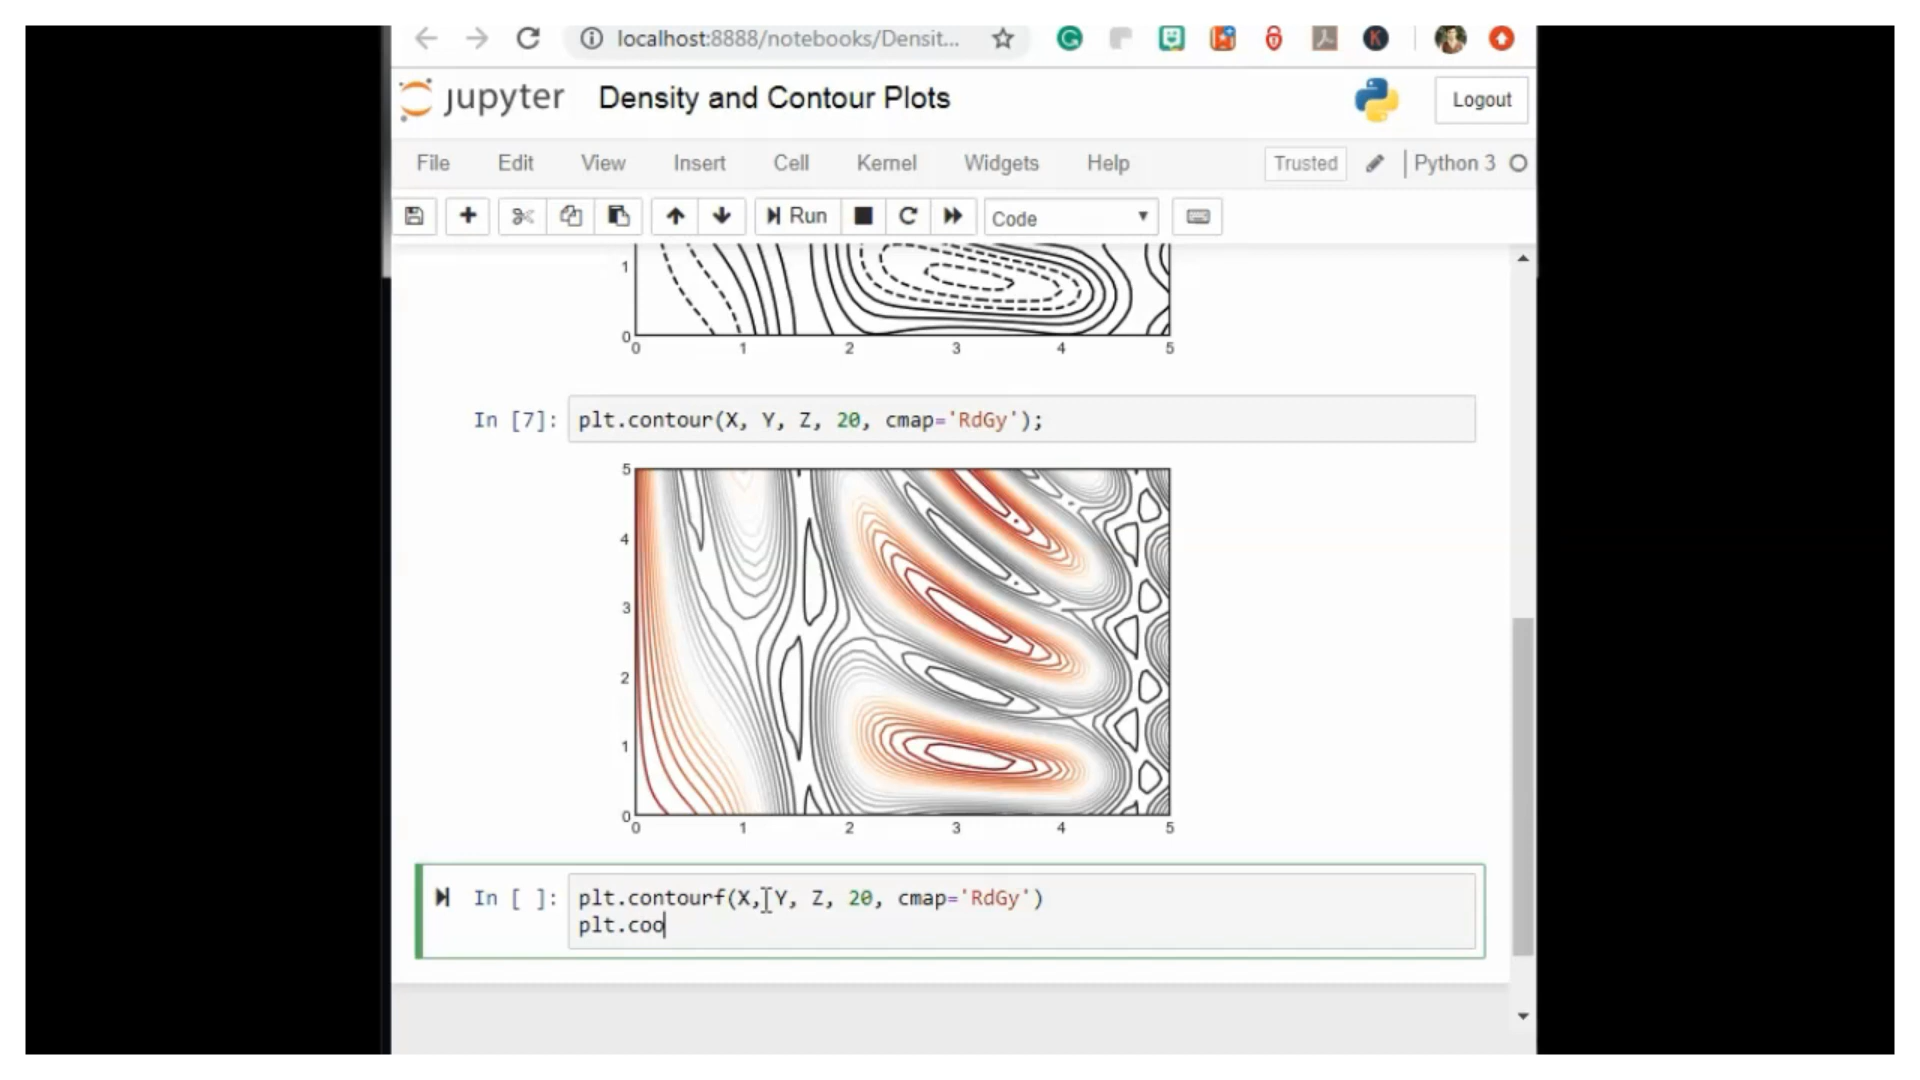 localhost:8888/notebooks/Densit...
jupyter Density and Contour Plots Logout
File Edit View Insert Cell Kernel Widgets Help Trusted Python 3
Run Code
1
0
0 1 2 3 4 5
In [7]: plt.contour(X, Y, Z, 20, cmap='RdGy');
5
4
3
2
1
0
0 1 2 3 4 5
In [ ]: plt.contourf(X, Y, Z, 20, cmap='RdGy')
plt.coo